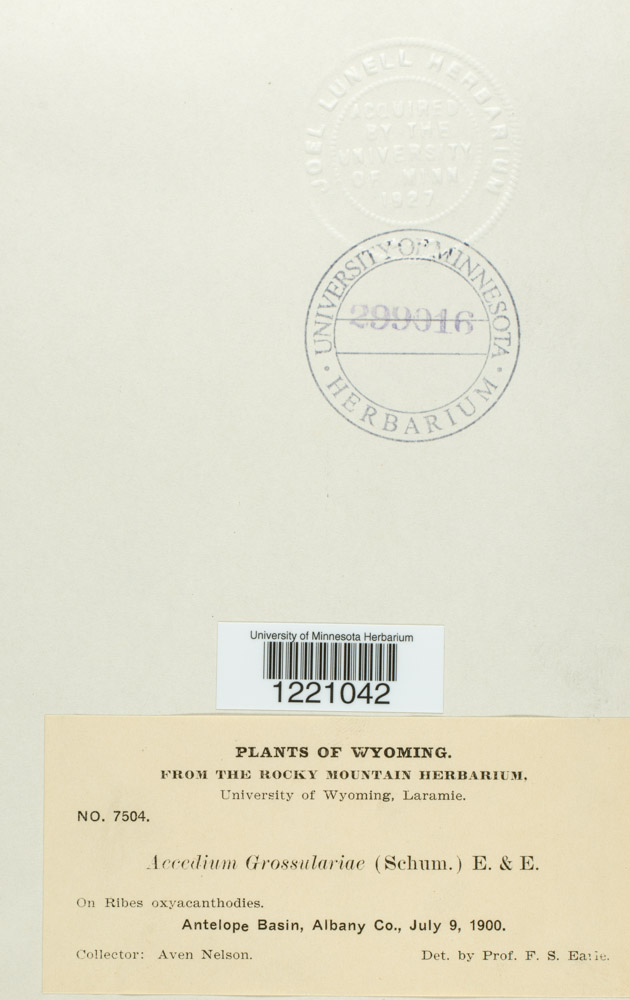 JOEL LUNELL HERBARIUM
ACQUIRED
BY THE
UNIVERSITY
OF MINN
1927
UNIVERSITY OF MINNESOTA
299016
• HERBARIUM •
University of Minnesota Herbarium
1221042
PLANTS OF WYOMING.
FROM THE ROCKY MOUNTAIN HERBARIUM,
University of Wyoming, Laramie.
NO. 7504.
Accedium Grossulariae (Schum.) E. & E.
On Ribes oxyacanthodies.
Antelope Basin, Albany Co., July 9, 1900.
Collector: Aven Nelson.
Det. by Prof. F. S. Earle.